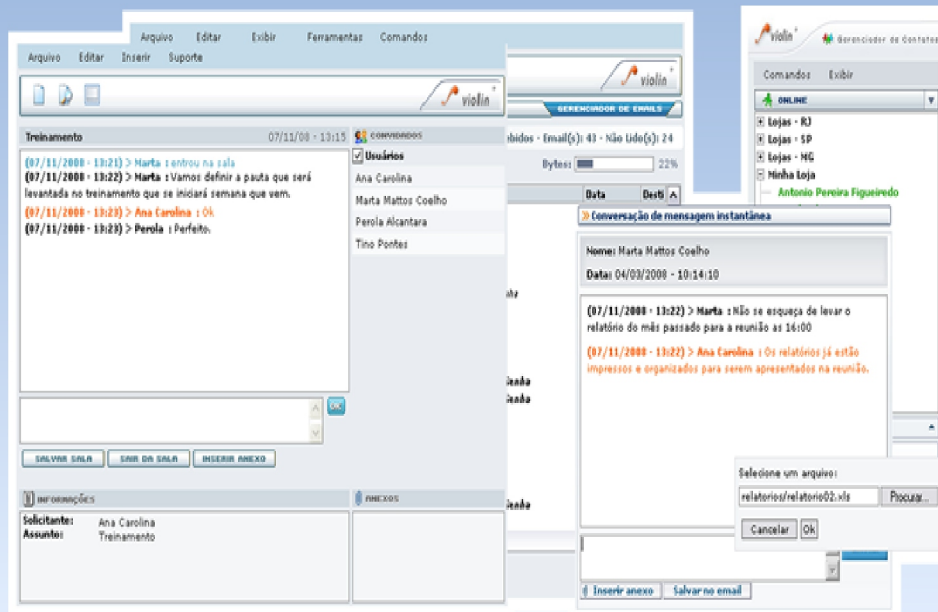 Arquivo Editar Exibir Ferramentas Comandos
Arquivo Editar Inserir Suporte
violin
Treinamento 07/11/08 - 13:15
(07/11/2008 - 13:21) > Marta : entrou na sala
(07/11/2008 - 13:22) > Marta : Vamos definir a pauta que será
levantada no treinamento que se iniciará semana que vem.
(07/11/2008 - 13:23) > Ana Carolina : Ok
(07/11/2008 - 13:23) > Perola : Perfeito.
CONVIDADOS
Usuários
Ana Carolina
Marta Mattos Coelho
Perola Alcantara
Tino Pontes
OK
SALVAR SALA SAIR DA SALA INSERIR ANEXO
INFORMAÇÕES
Solicitante: Ana Carolina
Assunto: Treinamento
ANEXOS
violin
GERENCIADOR DE EMAILS
ebidos - Email(s): 43 - Não Lido(s): 24
Bytes: 22%
Data Desti
Conversação de mensagem instantânea
Nome: Marta Mattos Coelho
Data: 04/03/2008 - 10:14:10
(07/11/2008 - 13:22) > Marta : Não se esqueça de levar o
relatório do mês passado para a reunião as 16:00
(07/11/2008 - 13:22) > Ana Carolina : Os relatórios já estão
impressos e organizados para serem apresentados na reunião.
Inserir anexo Salvar no email
violin Gerenciador de Contatos
Comandos Exibir
ONLINE
Lojas - RJ
Lojas - SP
Lojas - MG
Minha Loja
Antonio Pereira Figueiredo
Selecione um arquivo:
relatorios/relatorio02.xls Procurar...
Cancelar Ok